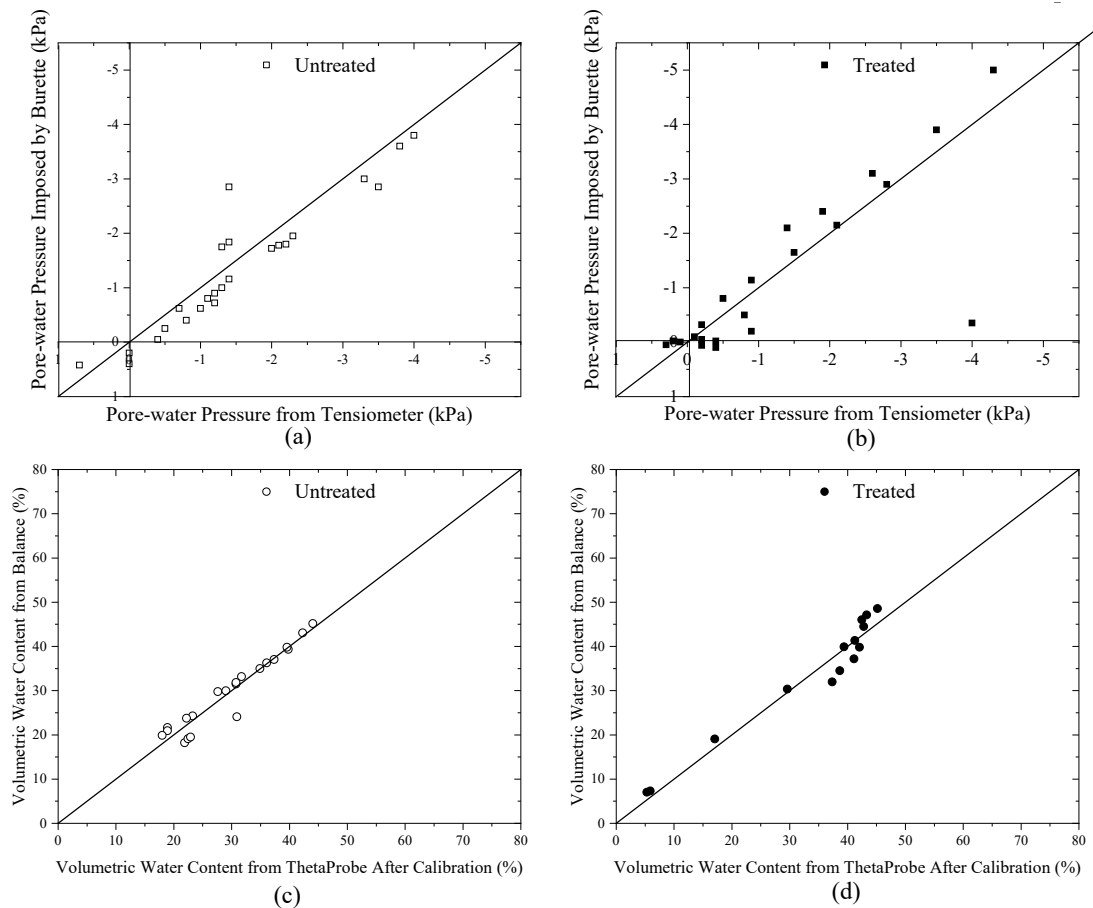 Pore-water Pressure Imposed by Burette (kPa)
Untreated
-5
-4
-3
-2
-1
0
1
1 0 -1 -2 -3 -4 -5
Pore-water Pressure from Tensiometer (kPa)
(a)
Pore-water Pressure Imposed by Burette (kPa)
Treated
-5
-4
-3
-2
-1
0
1
1 0 -1 -2 -3 -4 -5
Pore-water Pressure from Tensiometer (kPa)
(b)
Volumetric Water Content from Balance (%)
Untreated
80
70
60
50
40
30
20
10
0
0 10 20 30 40 50 60 70 80
Volumetric Water Content from ThetaProbe After Calibration (%)
(c)
Volumetric Water Content from Balance (%)
Treated
80
70
60
50
40
30
20
10
0
0 10 20 30 40 50 60 70 80
Volumetric Water Content from ThetaProbe After Calibration (%)
(d)